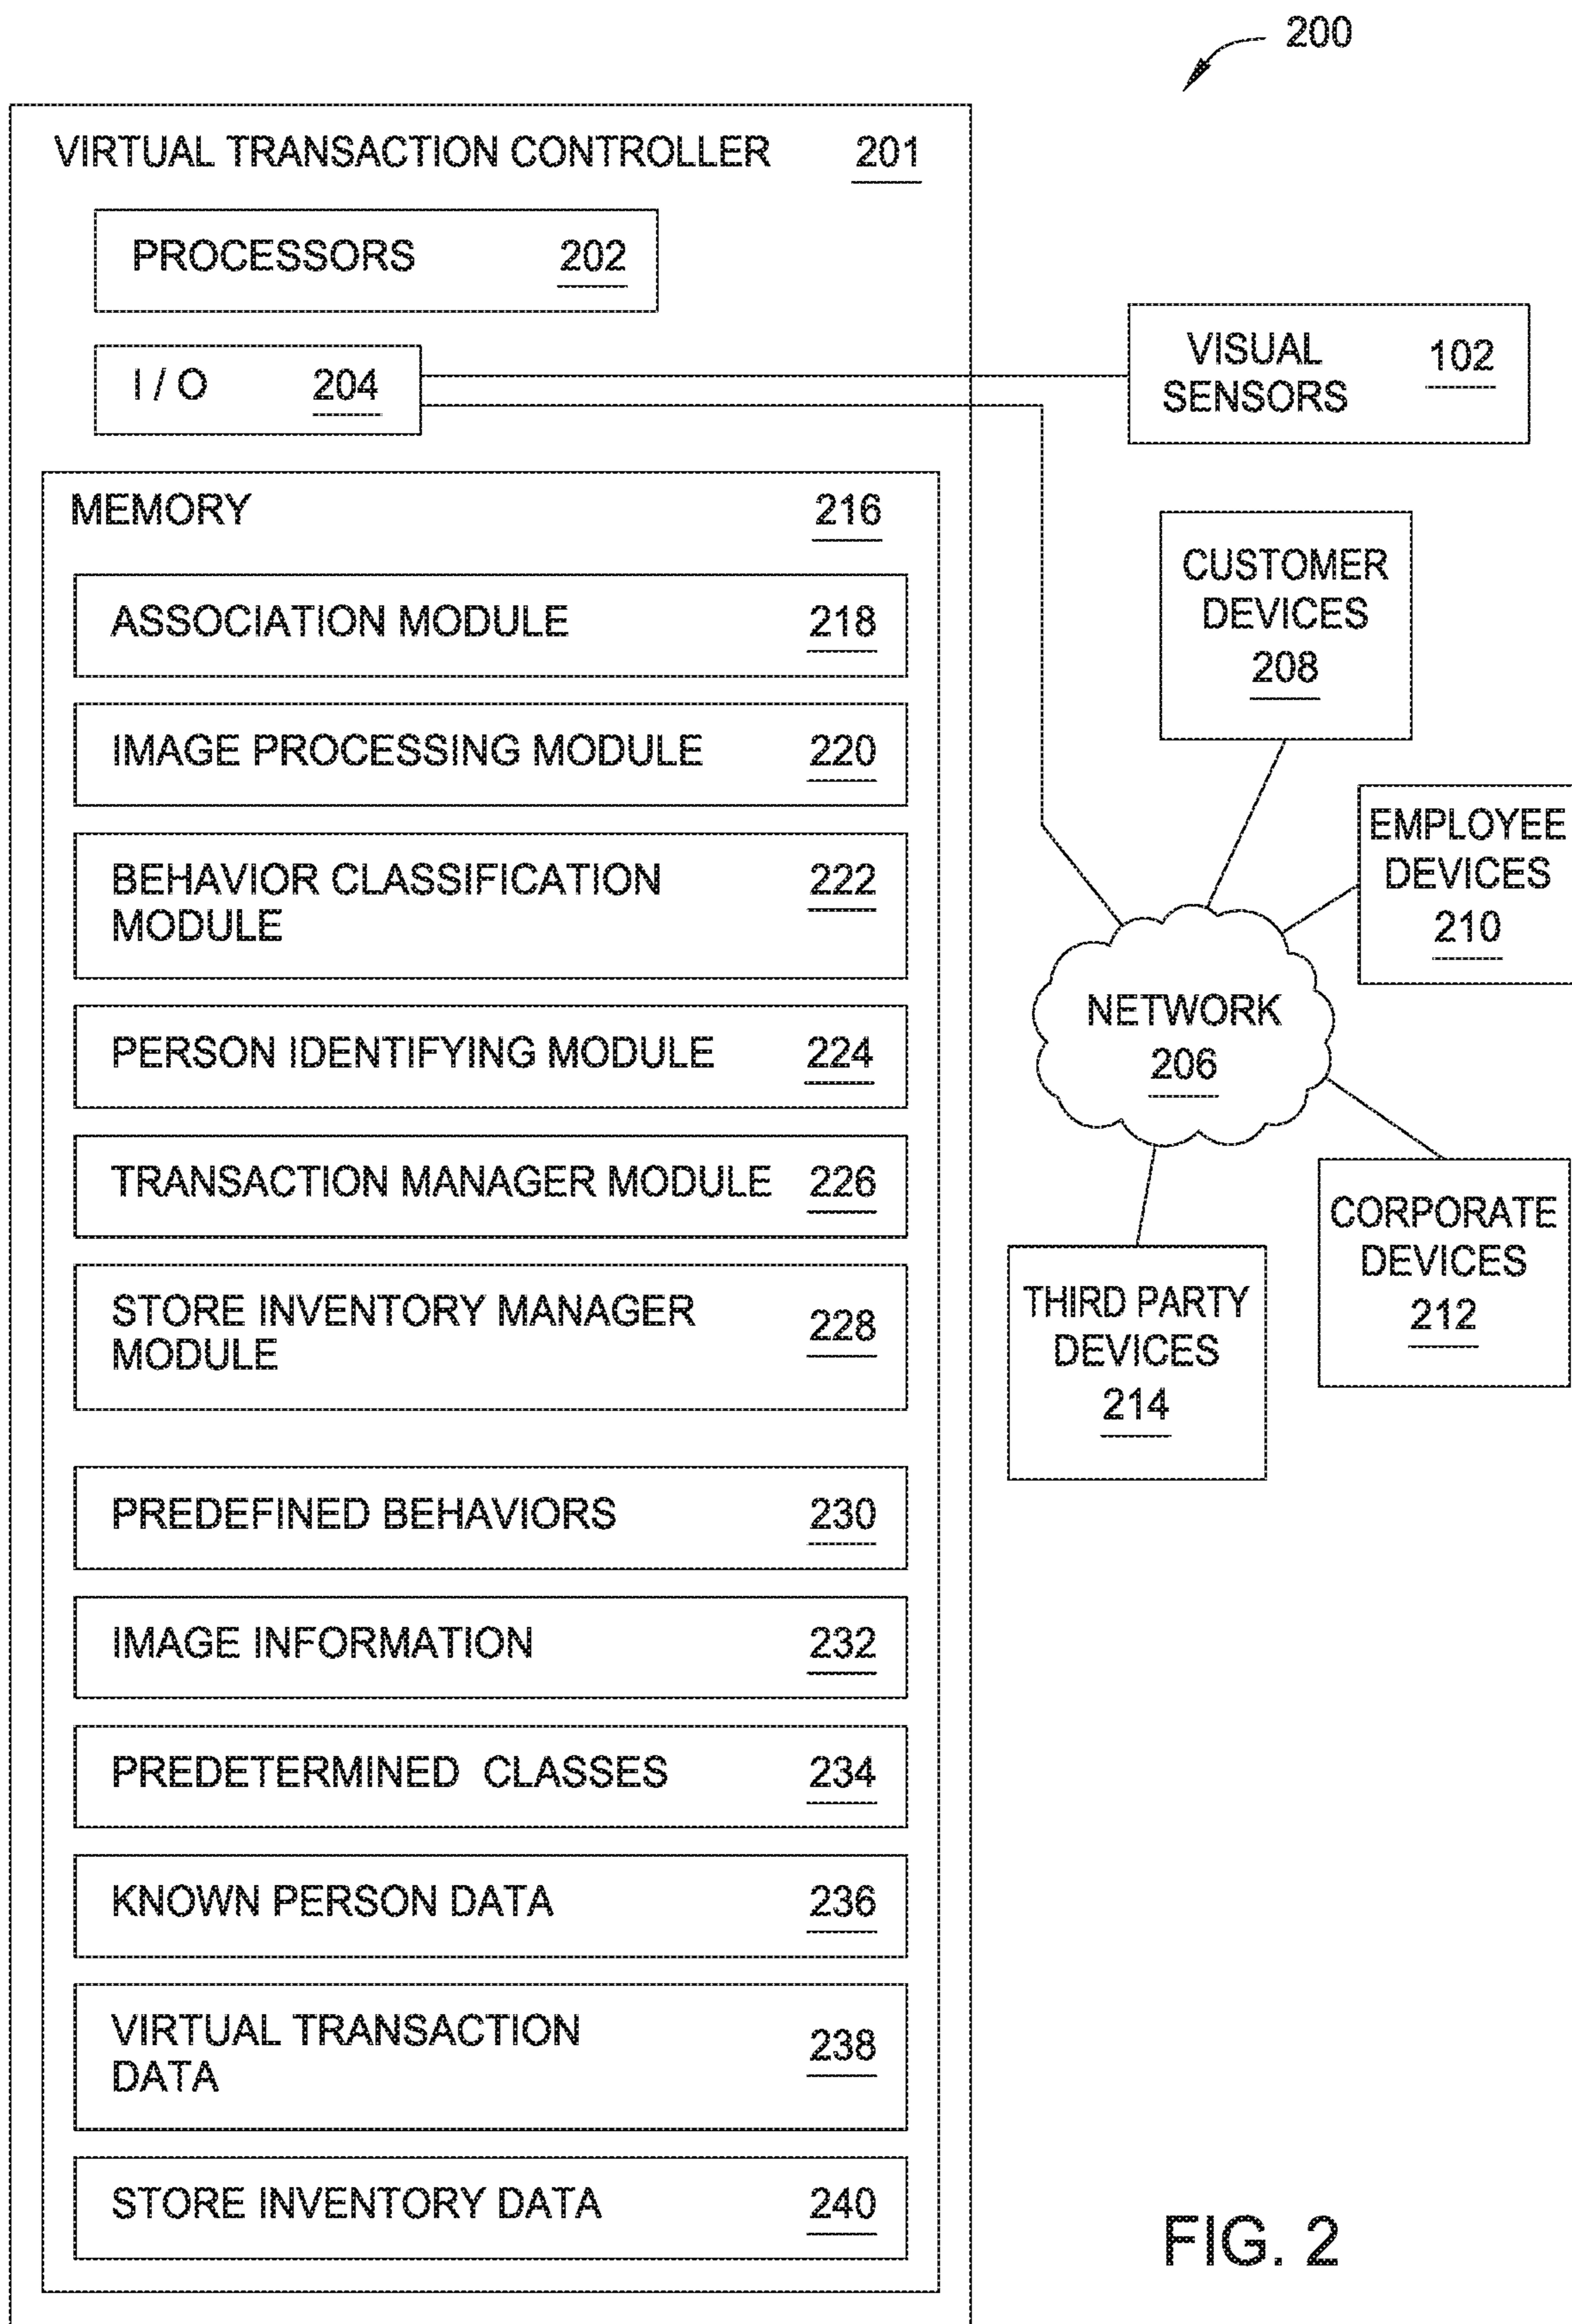 200
VIRTUAL TRANSACTION CONTROLLER 201
PROCESSORS 202
I / O 204
VISUAL
SENSORS
102
MEMORY 216
ASSOCIATION MODULE 218
IMAGE PROCESSING MODULE 220
BEHAVIOR CLASSIFICATION
MODULE
222
PERSON IDENTIFYING MODULE 224
TRANSACTION MANAGER MODULE 226
STORE INVENTORY MANAGER
MODULE
228
PREDEFINED BEHAVIORS 230
IMAGE INFORMATION 232
PREDETERMINED CLASSES 234
KNOWN PERSON DATA 236
VIRTUAL TRANSACTION
DATA
238
STORE INVENTORY DATA 240
CUSTOMER
DEVICES
208
EMPLOYEE
DEVICES
210
NETWORK
206
CORPORATE
DEVICES
212
THIRD PARTY
DEVICES
214
FIG. 2